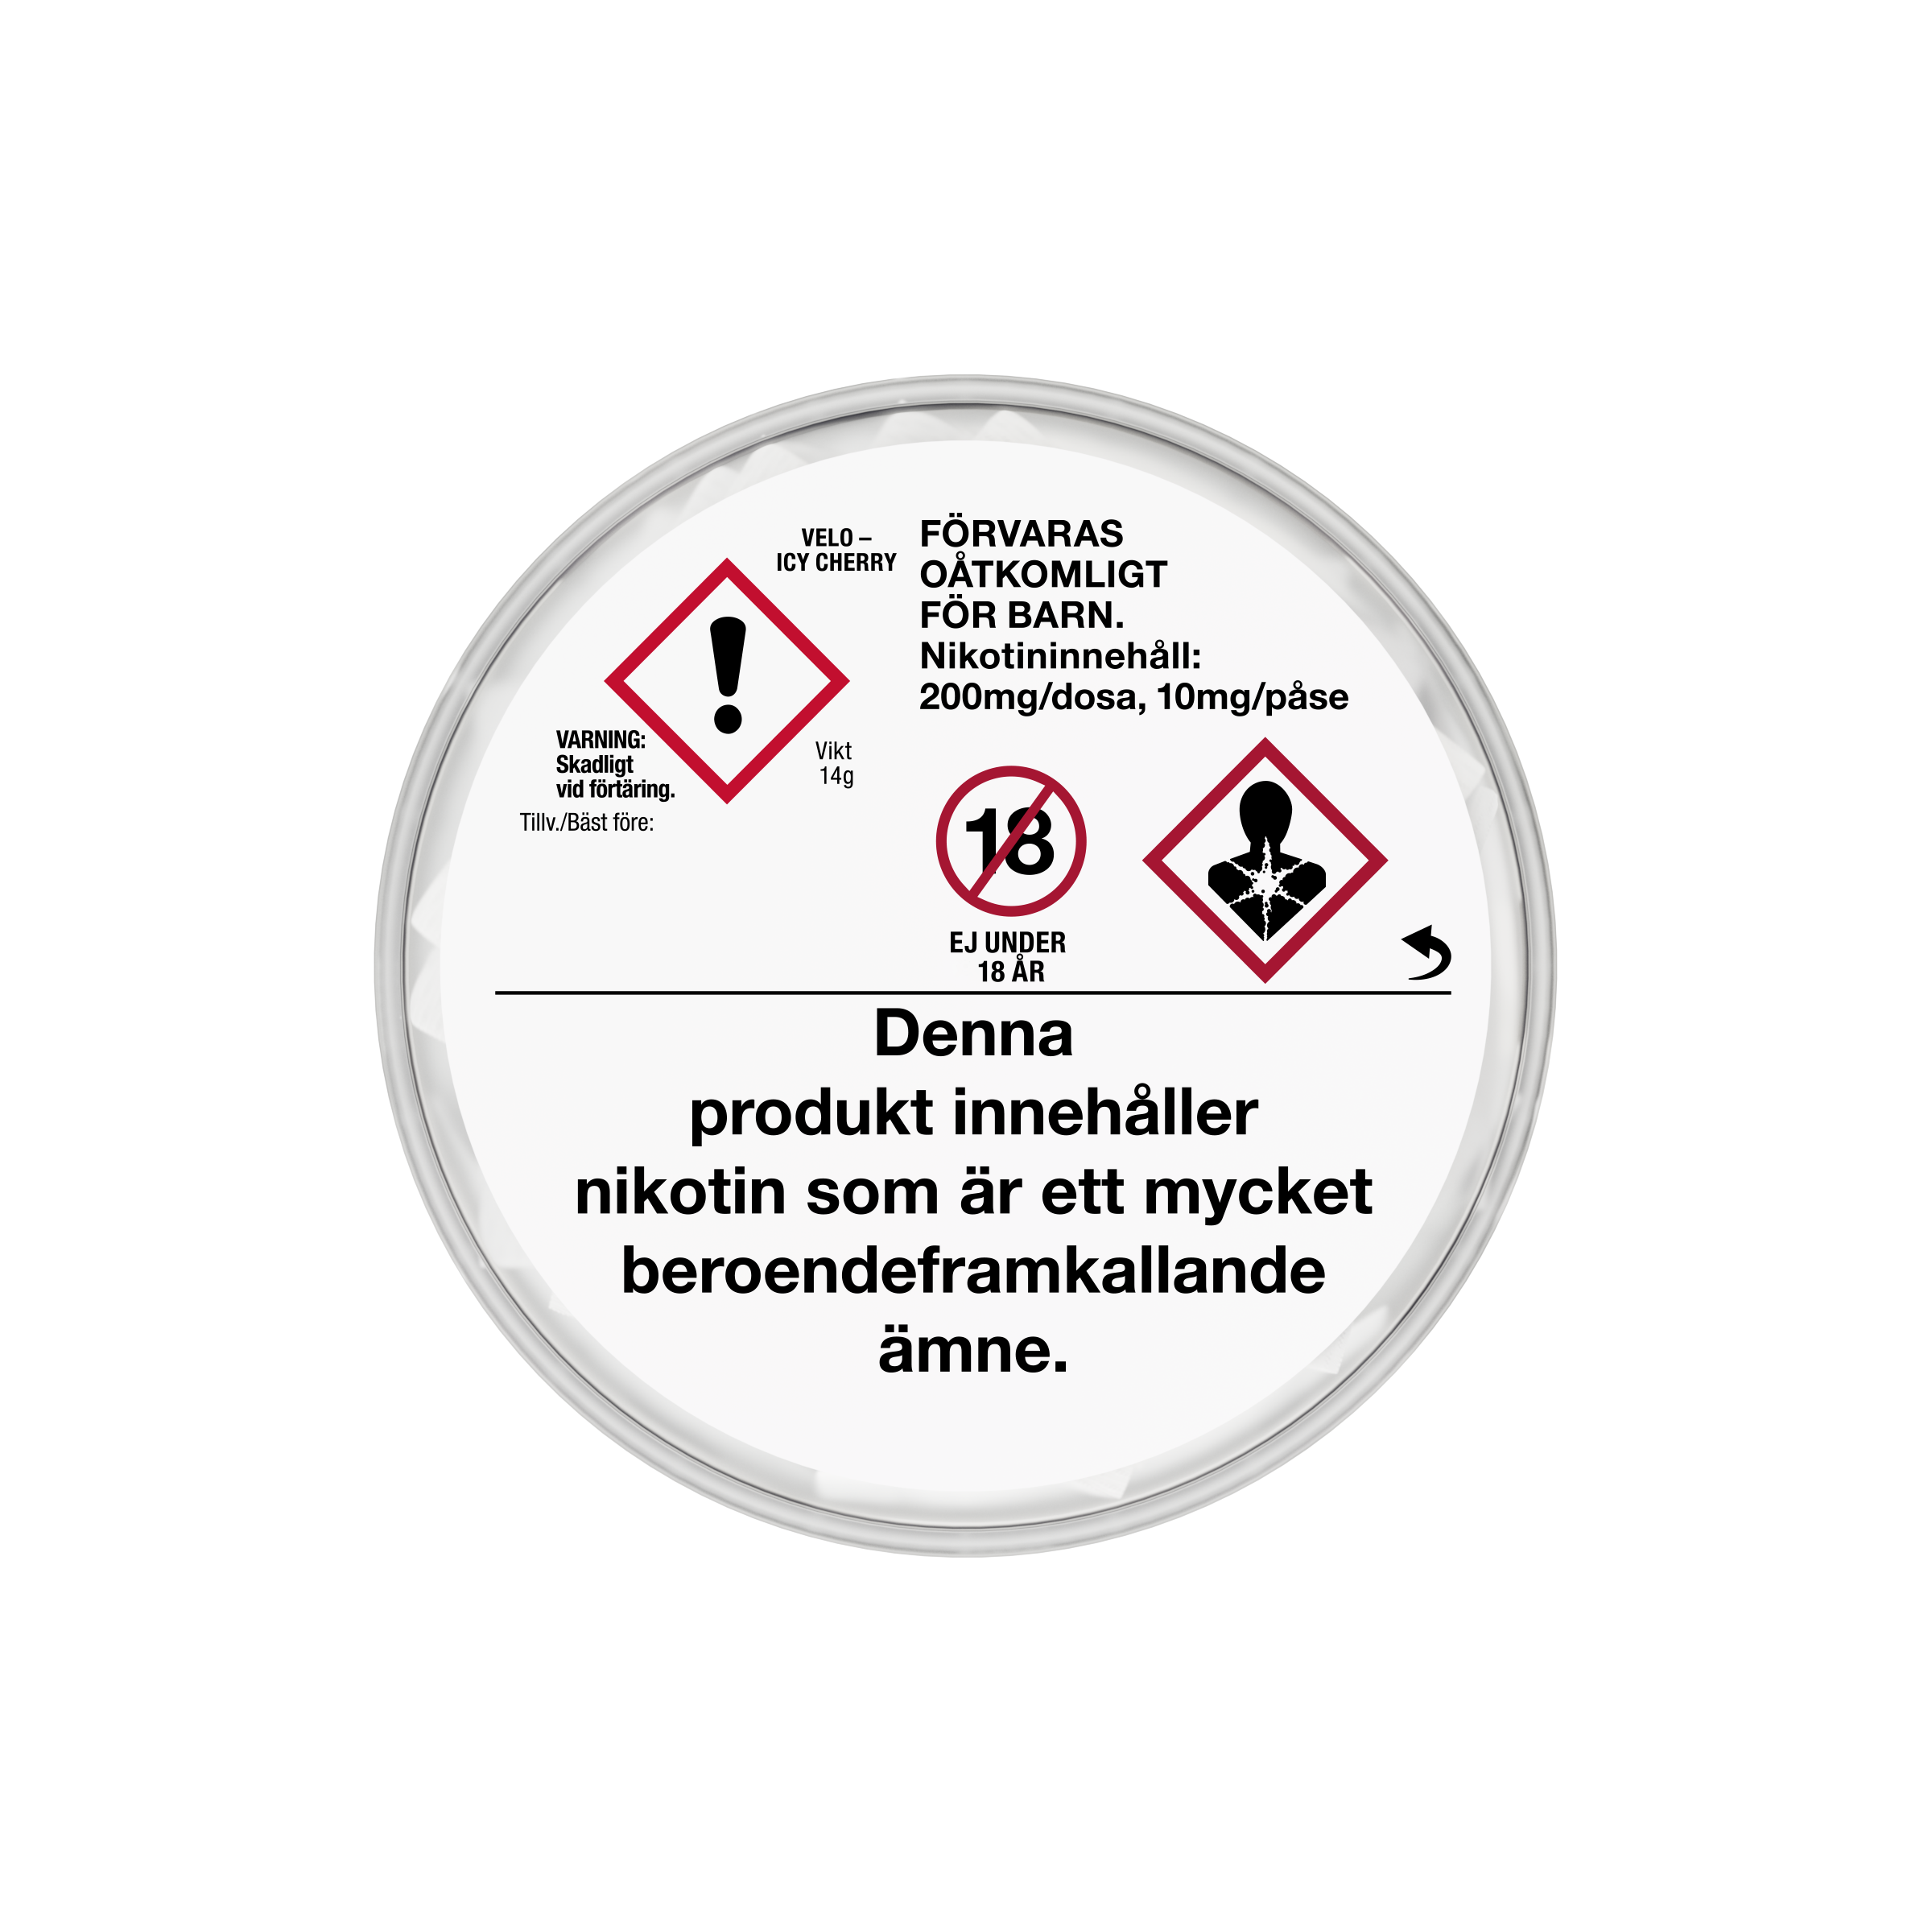 VELO –
ICY CHERRY
FÖRVARAS
OÅTKOMLIGT
FÖR BARN.
Nikotininnehåll:
200mg/dosa, 10mg/påse
VARNING:
Skadligt
vid förtäring.
Vikt
14g
Tillv./Bäst före:
18
EJ UNDER
18 ÅR
Denna
produkt innehåller
nikotin som är ett mycket
beroendeframkallande
ämne.